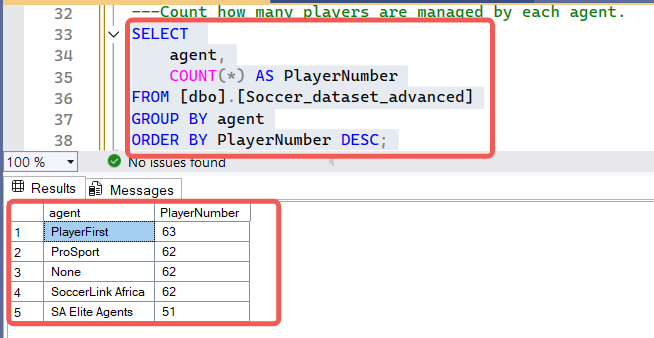 32 ---Count how many players are managed by each agent.
33 SELECT
34 agent,
35 COUNT(*) AS PlayerNumber
36 FROM [dbo].[Soccer_dataset_advanced]
37 GROUP BY agent
38 ORDER BY PlayerNumber DESC;
100 % No issues found
Results Messages
agent PlayerNumber
1 PlayerFirst 63
2 ProSport 62
3 None 62
4 SoccerLink Africa 62
5 SA Elite Agents 51